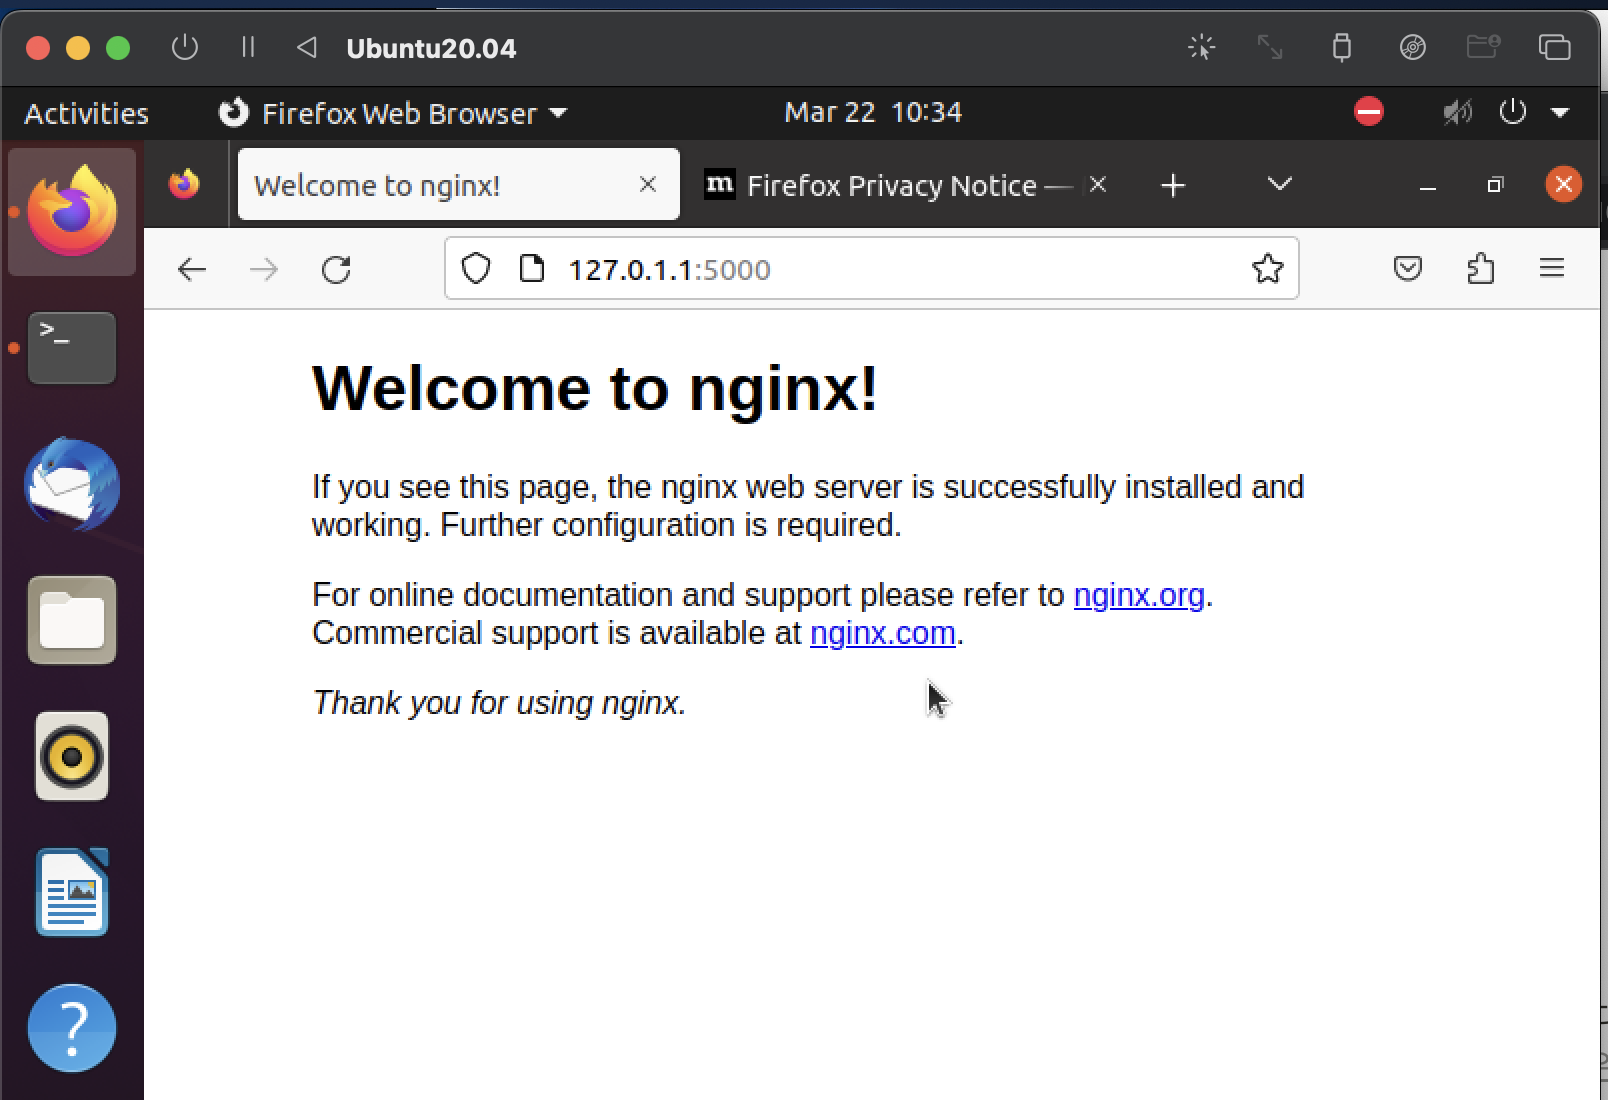 Ubuntu20.04
Activities
Firefox Web Browser
Mar 22 10:34
Welcome to nginx!
m Firefox Privacy Notice —
127.0.1.1:5000
>_
Welcome to nginx!
If you see this page, the nginx web server is successfully installed and
working. Further configuration is required.
For online documentation and support please refer to nginx.org.
Commercial support is available at nginx.com.
Thank you for using nginx.
?